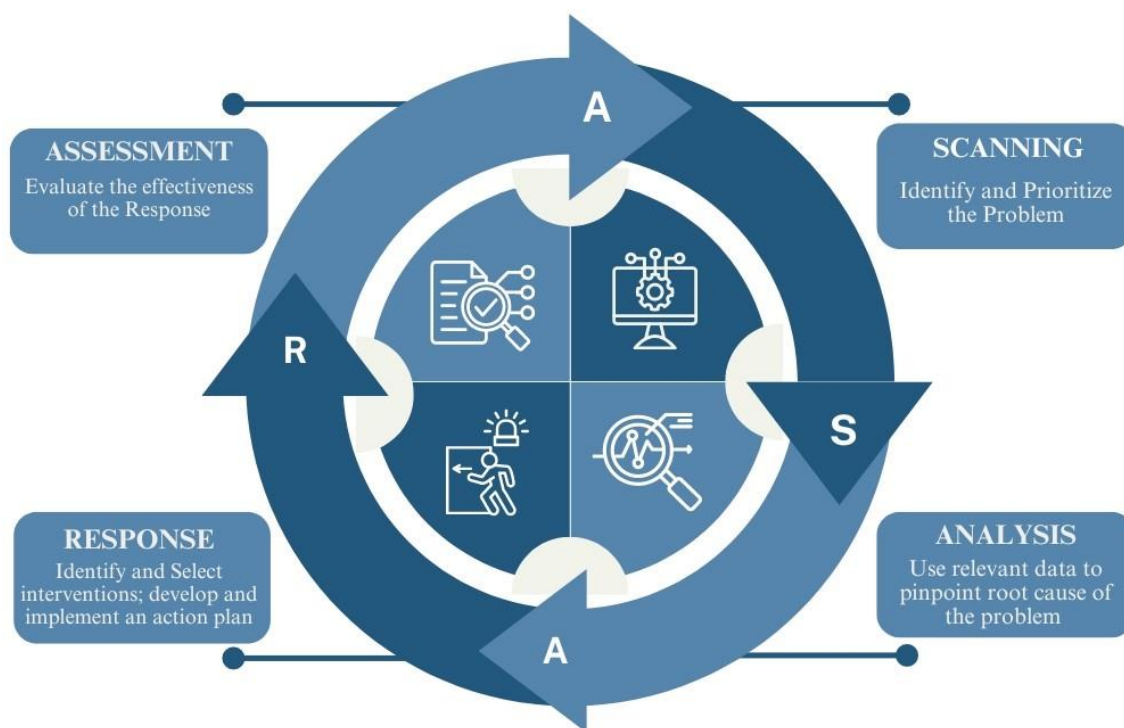 A
ASSESSMENT
Evaluate the effectiveness
of the Response
SCANNING
Identify and Prioritize
the Problem
R
S
RESPONSE
Identify and Select
interventions; develop and
implement an action plan
ANALYSIS
Use relevant data to
pinpoint root cause of
the problem
A